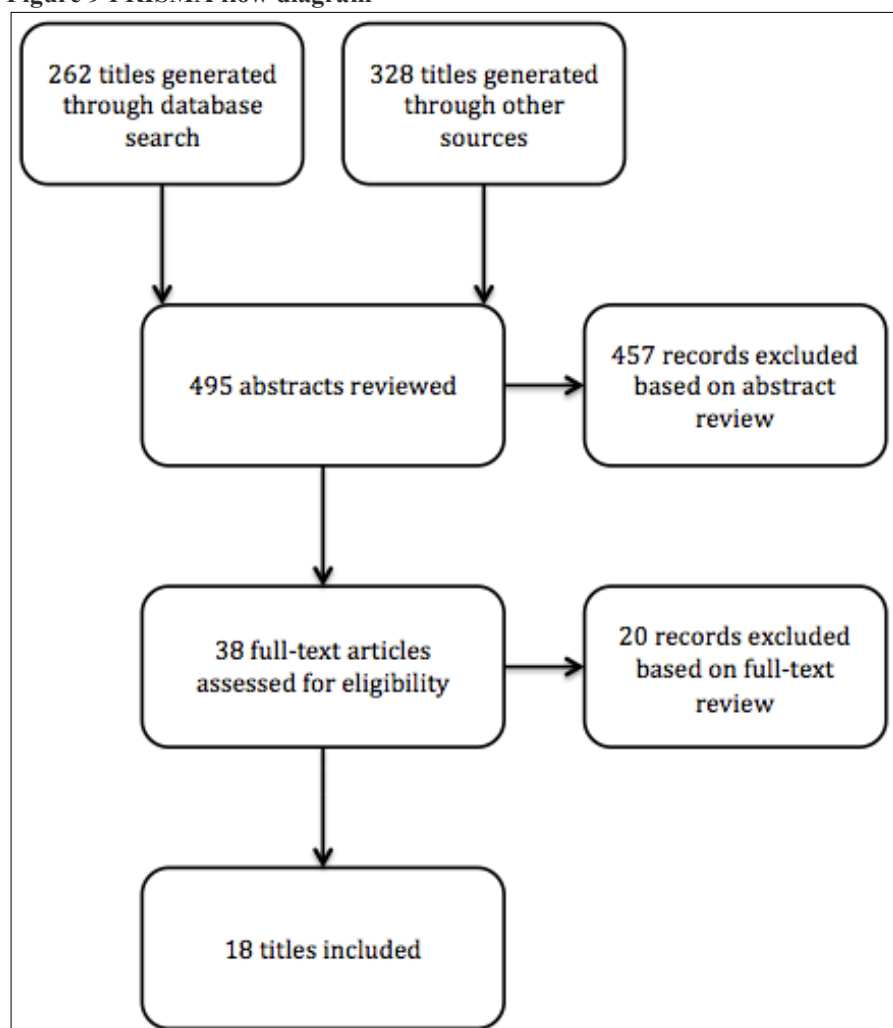 Figure 9 PRISMA flow diagram
262 titles generated
through database
search
328 titles generated
through other
sources
495 abstracts reviewed
457 records excluded
based on abstract
review
38 full-text articles
assessed for eligibility
20 records excluded
based on full-text
review
18 titles included